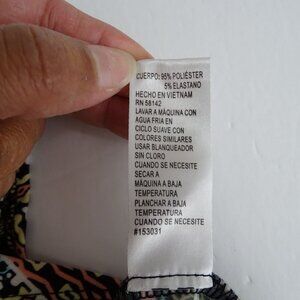 CUERPO: 95% POLIÉSTER
5% ELASTANO
HECHO EN VIETNAM
RN 58142
LAVAR A MÁQUINA CON
AGUA FRIA EN
CICLO SUAVE CON
COLORES SIMILARES
USAR BLANQUEADOR
SIN CLORO
CUANDO SE NECESITE
SECAR A
MÁQUINA A BAJA
TEMPERATURA
PLANCHAR A BAJA
TEMPERATURA
CUANDO SE NECESITE
#153031